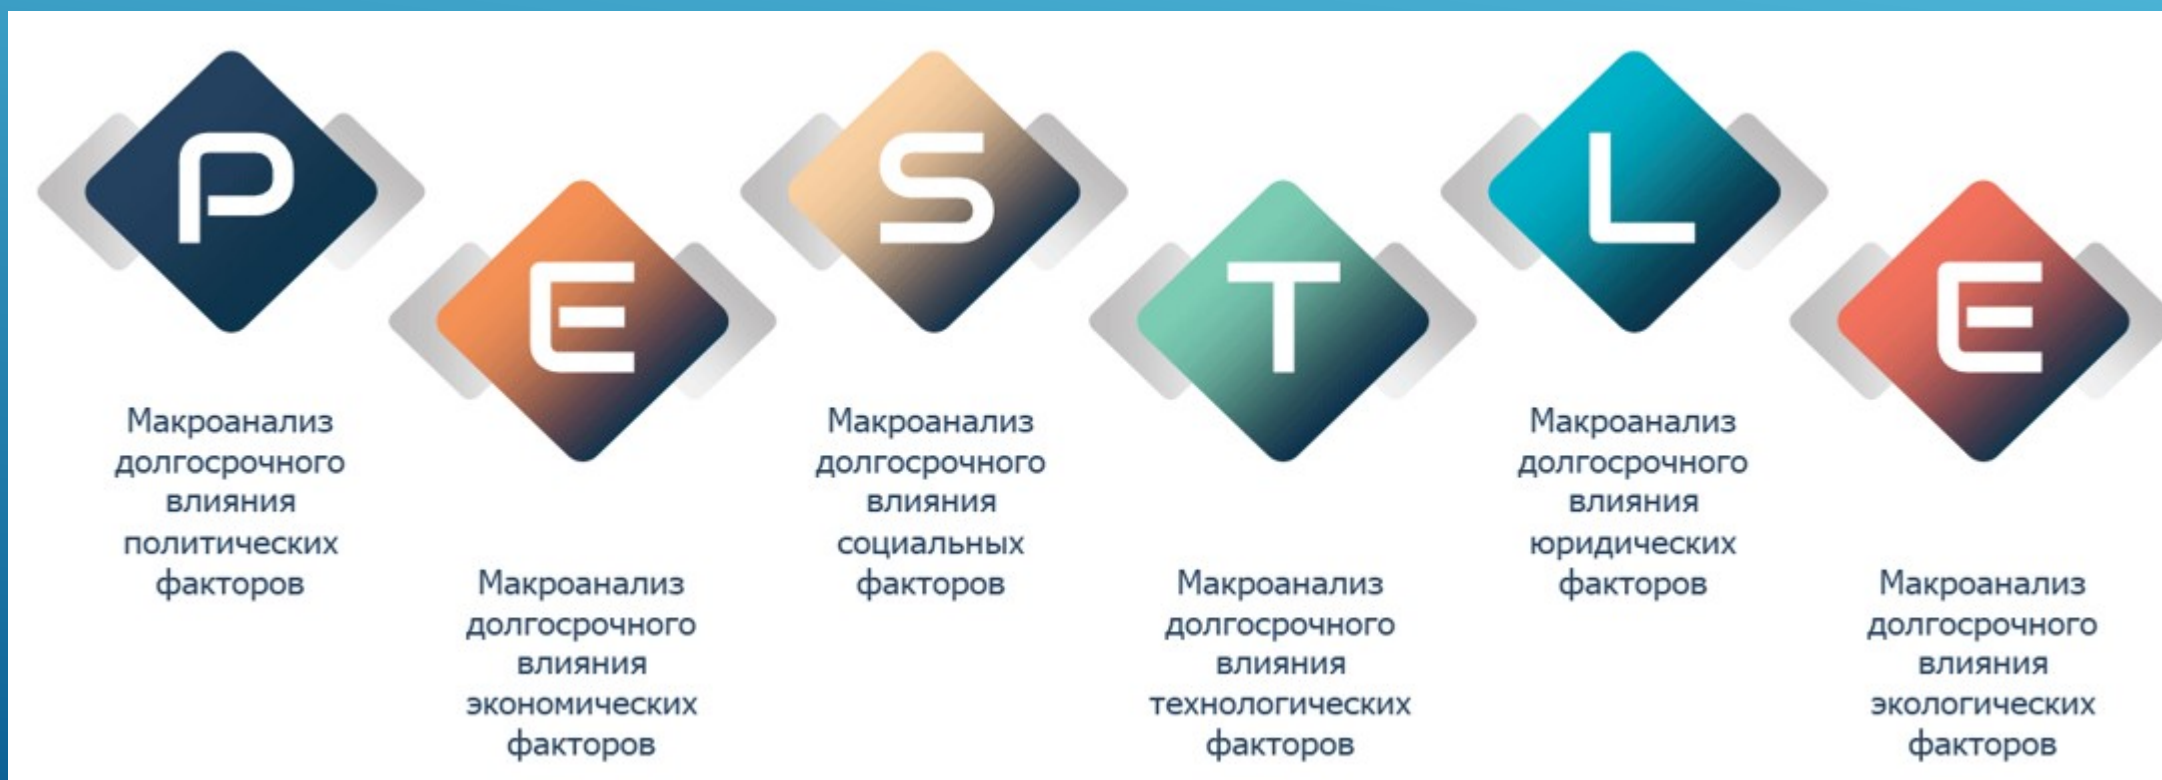 P
Макроанализ
долгосрочного
влияния
политических
факторов
E
Макроанализ
долгосрочного
влияния
экономических
факторов
S
Макроанализ
долгосрочного
влияния
социальных
факторов
T
Макроанализ
долгосрочного
влияния
технологических
факторов
L
Макроанализ
долгосрочного
влияния
юридических
факторов
E
Макроанализ
долгосрочного
влияния
экологических
факторов